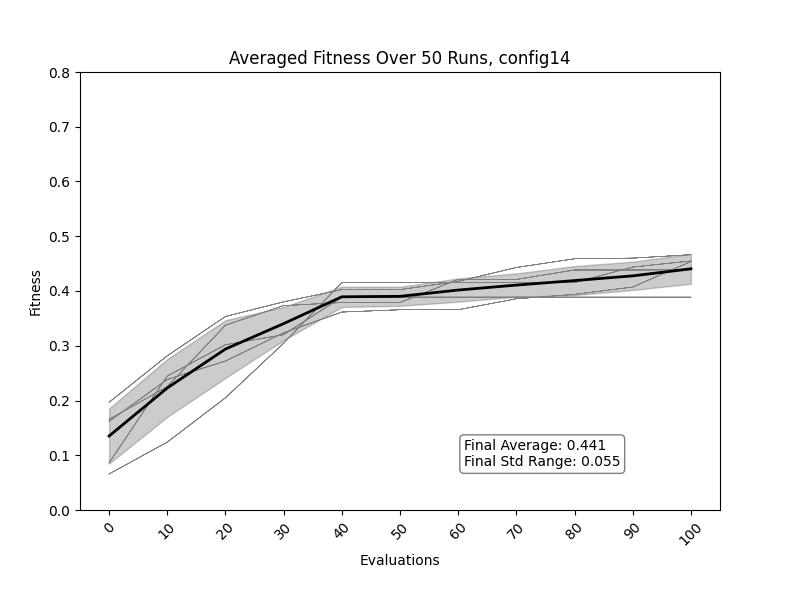 Averaged Fitness Over 50 Runs, config14
0.8
0.7
0.6
0.5
0.4
0.3
0.2
0.1
0.0
Fitness
Final Average: 0.441
Final Std Range: 0.055
0 10 20 30 40 50 60 70 80 90 100
Evaluations